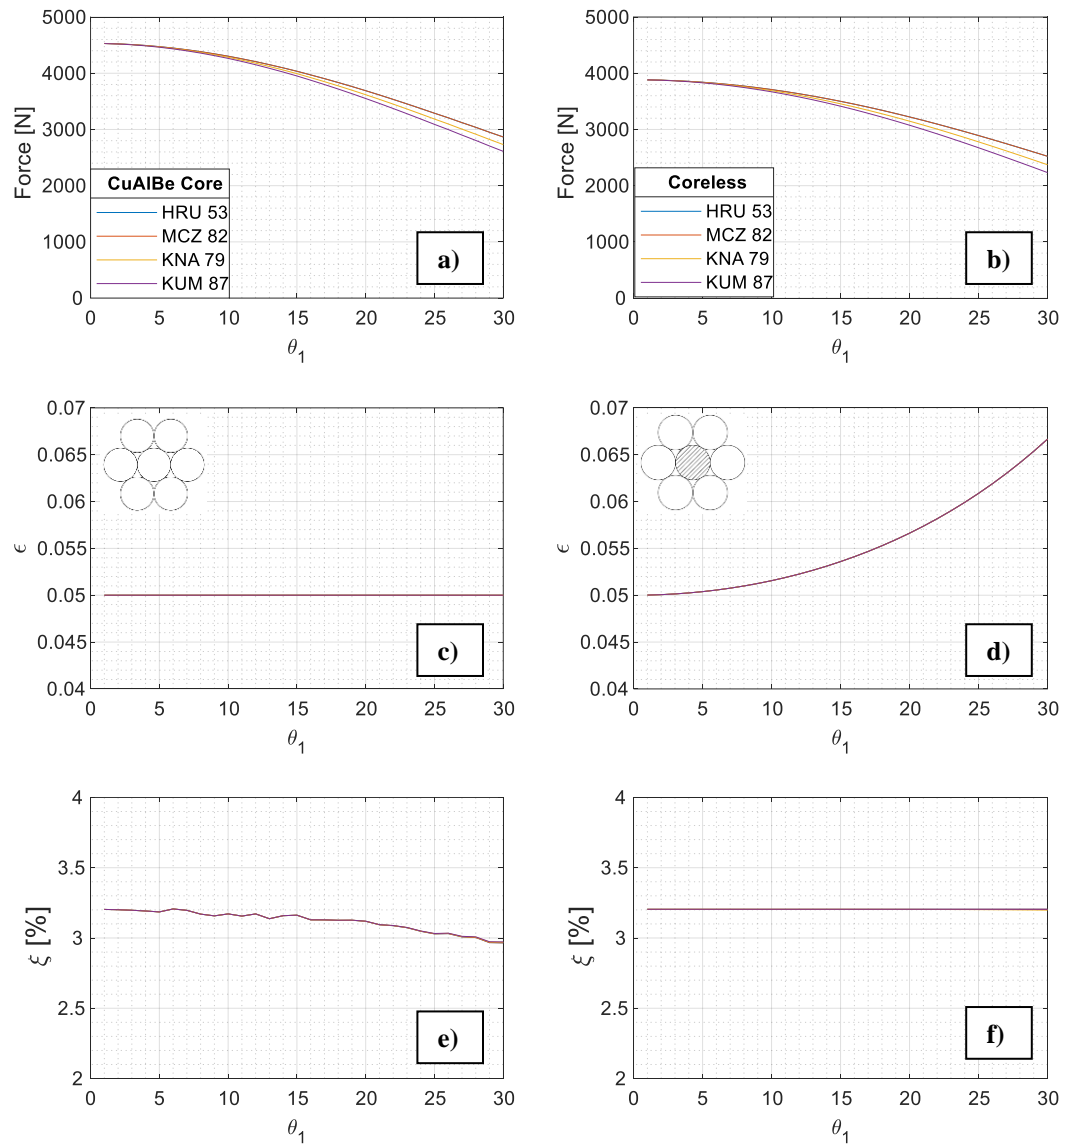 5000
4000
3000
2000
1000
0
Force [N]
CuAlBe Core
HRU 53
MCZ 82
KNA 79
KUM 87
a)
0 5 10 15 20 25 30
θ1
5000
4000
3000
2000
1000
0
Force [N]
Coreless
HRU 53
MCZ 82
KNA 79
KUM 87
b)
0 5 10 15 20 25 30
θ1
0.07
0.065
0.06
0.055
0.05
0.045
0.04
ϵ
c)
0 5 10 15 20 25 30
θ1
0.07
0.065
0.06
0.055
0.05
0.045
0.04
ϵ
d)
0 5 10 15 20 25 30
θ1
4
3.5
3
2.5
2
ξ [%]
e)
0 5 10 15 20 25 30
θ1
4
3.5
3
2.5
2
ξ [%]
f)
0 5 10 15 20 25 30
θ1